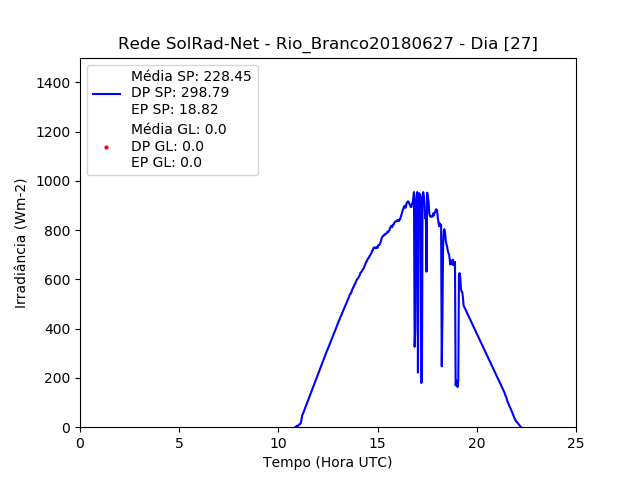 Rede SolRad-Net - Rio_Branco20180627 - Dia [27]
Média SP: 228.45
DP SP: 298.79
EP SP: 18.82
Média GL: 0.0
DP GL: 0.0
EP GL: 0.0
Irradiância (Wm-2)
1400
1200
1000
800
600
400
200
0
0 5 10 15 20 25
Tempo (Hora UTC)